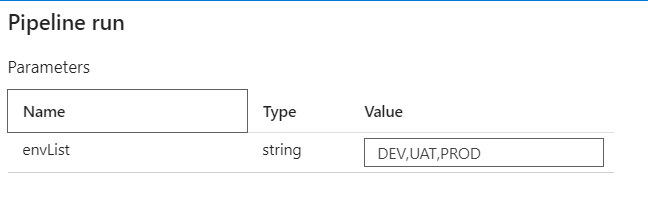 Pipeline run
Parameters
Name Type Value
envList string DEV,UAT,PROD